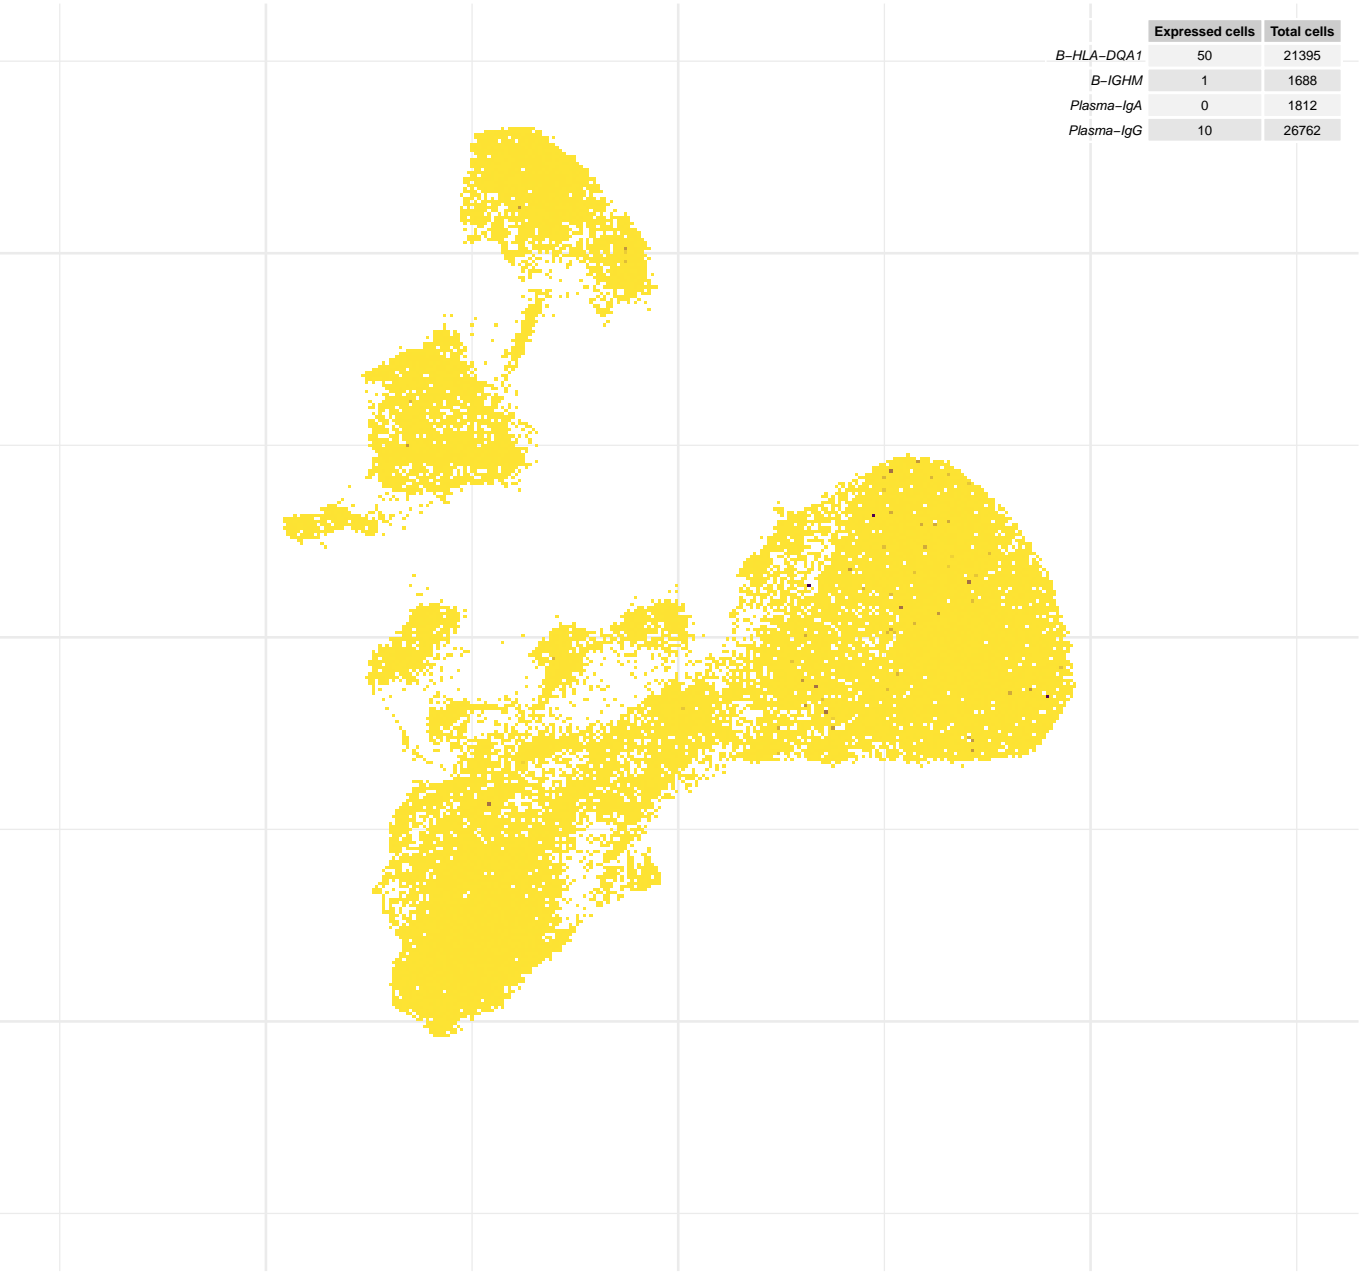 Expressed cells Total cells
B−HLA−DQA1 50 21395
B−IGHM 1 1688
Plasma−IgA 0 1812
Plasma−IgG 10 26762